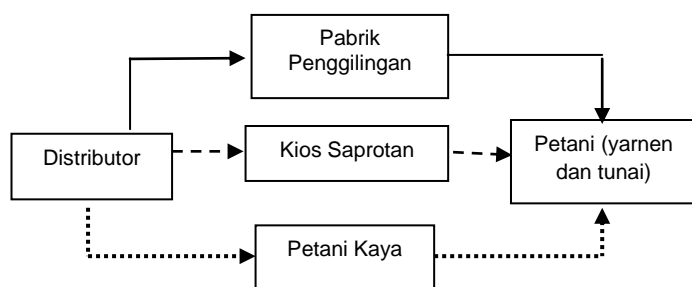 Pabrik
Penggilingan
Distributor
Kios Saprotan
Petani (yarnen
dan tunai)
Petani Kaya